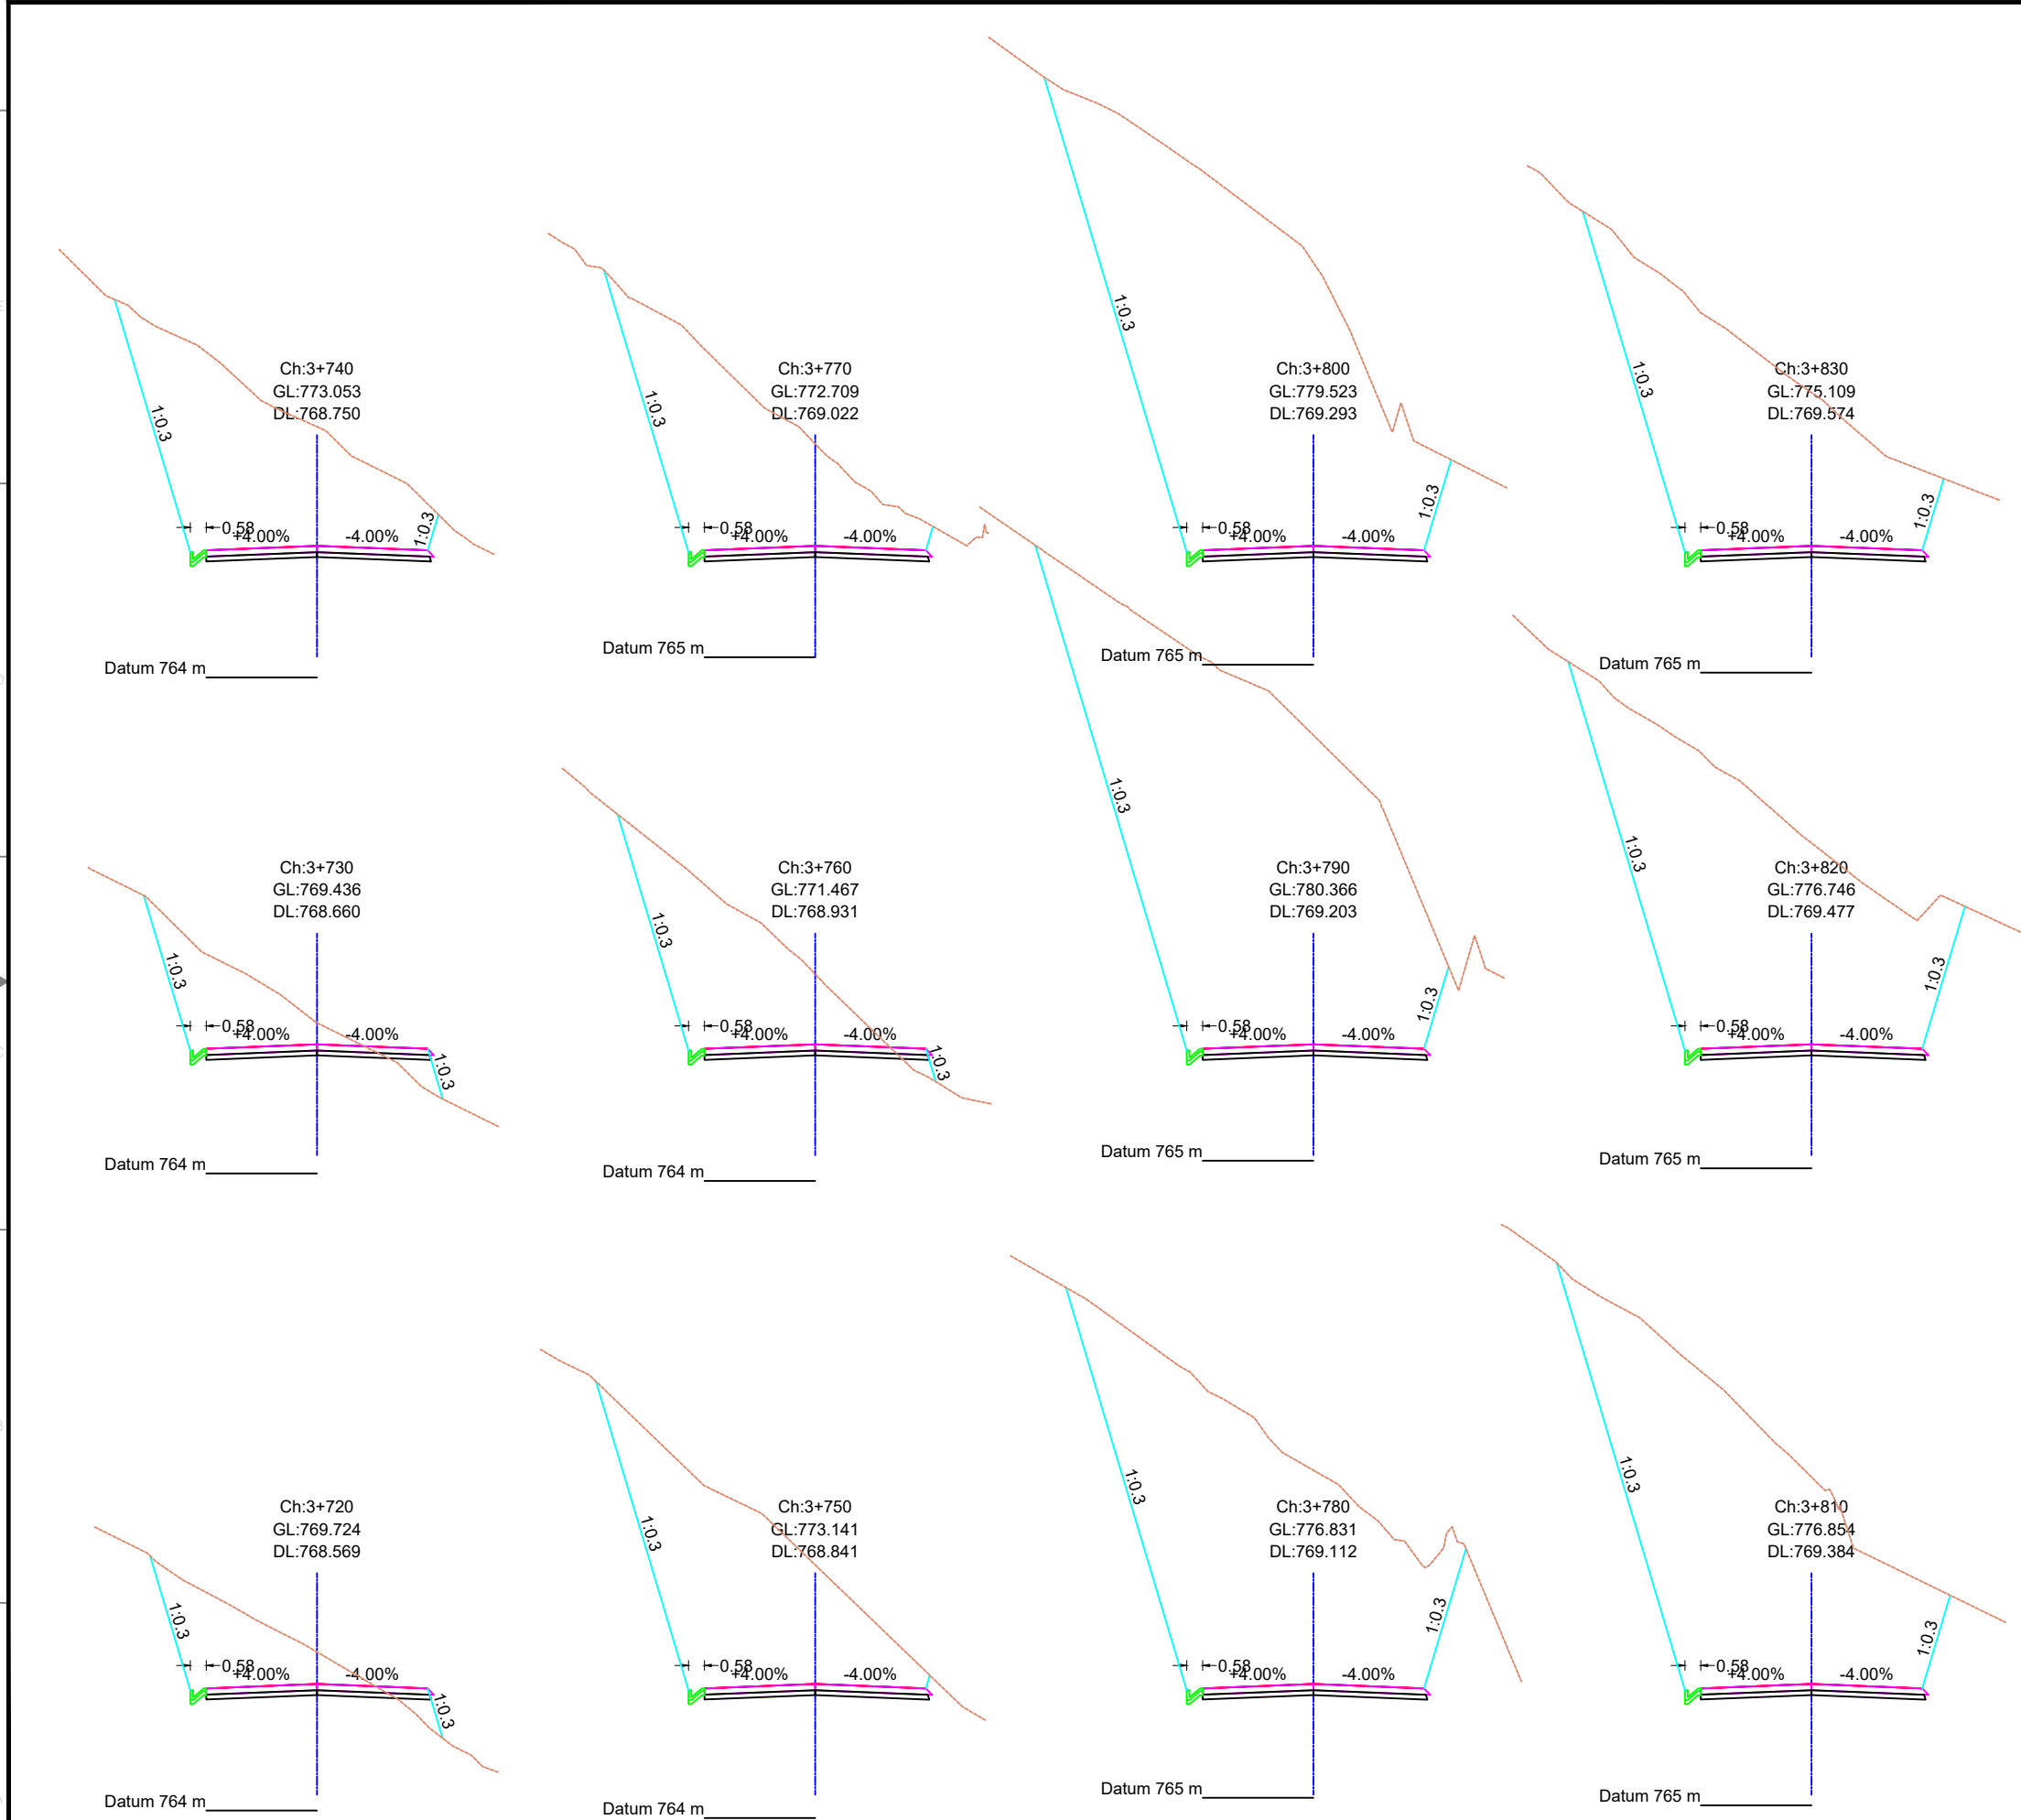 Ch:3+740
GL:773.053
DL:768.750
1:0.3
1:0.3
0.58
+4.00%
-4.00%
Datum 764 m
Ch:3+770
GL:772.709
DL:769.022
1:0.3
0.58
+4.00%
-4.00%
Datum 765 m
Ch:3+800
GL:779.523
DL:769.293
1:0.3
1:0.3
0.58
+4.00%
-4.00%
Datum 765 m
Ch:3+830
GL:775.109
DL:769.574
1:0.3
1:0.3
0.58
+4.00%
-4.00%
Datum 765 m
Ch:3+730
GL:769.436
DL:768.660
1:0.3
0.58
+4.00%
-4.00%
1:0.3
Datum 764 m
Ch:3+760
GL:771.467
DL:768.931
1:0.3
0.58
+4.00%
-4.00%
1:0.3
Datum 764 m
Ch:3+790
GL:780.366
DL:769.203
1:0.3
1:0.3
0.58
+4.00%
-4.00%
Datum 765 m
Ch:3+820
GL:776.746
DL:769.477
1:0.3
1:0.3
0.58
+4.00%
-4.00%
Datum 765 m
Ch:3+720
GL:769.724
DL:768.569
1:0.3
0.58
+4.00%
-4.00%
1:0.3
Datum 764 m
Ch:3+750
GL:773.141
DL:768.841
1:0.3
0.58
+4.00%
-4.00%
Datum 764 m
Ch:3+780
GL:776.831
DL:769.112
1:0.3
1:0.3
0.58
+4.00%
-4.00%
Datum 765 m
Ch:3+810
GL:776.854
DL:769.384
1:0.3
1:0.3
0.58
+4.00%
-4.00%
Datum 765 m